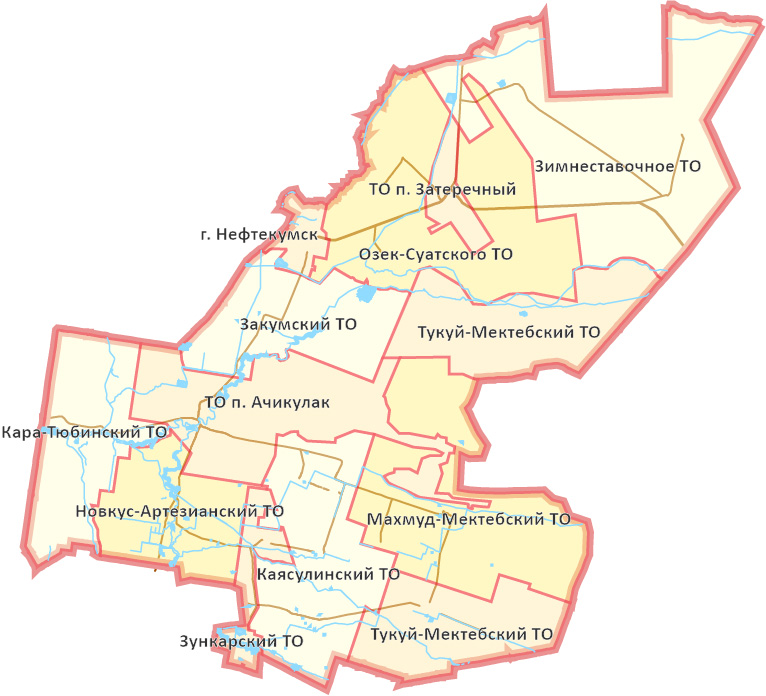 Зимнеставочное ТО
ТО п. Затеречный
г. Нефтекумск
Озек-Суатского ТО
Закумский ТО
Тукуй-Мектебский ТО
ТО п. Ачикулак
Кара-Тюбинский ТО
Новкус-Артезианский ТО
Махмуд-Мектебский ТО
Каясулинский ТО
Тукуй-Мектебский ТО
Зункарский ТО